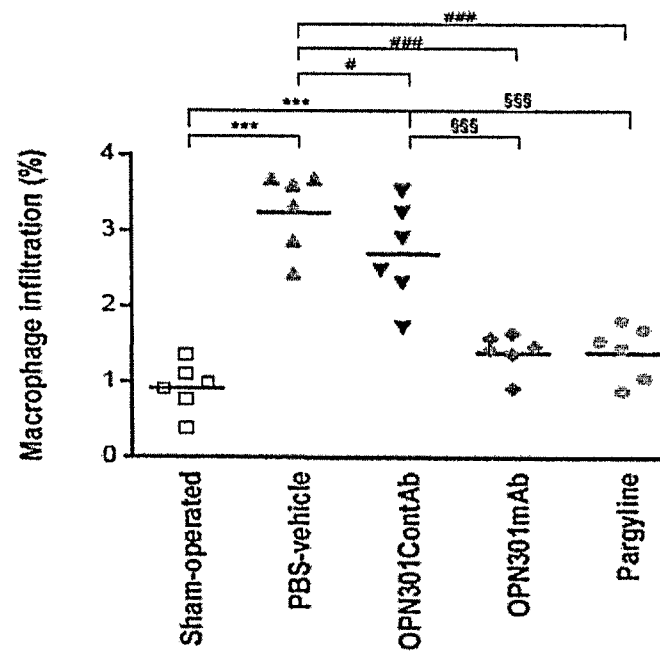 ###
###
#
*** §§§
*** §§§
Macrophage infiltration (%)
4
3
2
1
0
Sham-operated
PBS-vehicle
OPN301ContAb
OPN301mAb
Pargyline